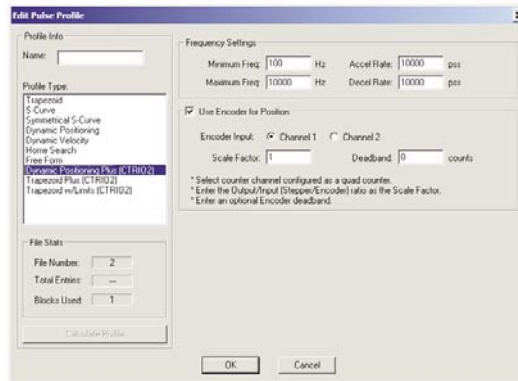 Edit Pulse Profile
Profile Info
Name:
Profile Type:
Trapezoid
S-Curve
Symmetrical S-Curve
Dynamic Positioning
Dynamic Velocity
Home Search
Free Form
Dynamic Positioning Plus (CTRIO2)
Trapezoid Plus (CTRIO2)
Trapezoid w/Limits (CTRIO2)
File Stats
File Number: 2
Total Entries: --
Blocks Used: 1
Calculate Profile
Frequency Settings
Minimum Freq: 100 Hz Accel Rate: 10000 pss
Maximum Freq: 10000 Hz Decel Rate: 10000 pss
Use Encoder for Position
Encoder Input: Channel 1 Channel 2
Scale Factor: 1 Deadband: 0 counts
* Select counter channel configured as a quad counter.
* Enter the Output/Input (Stepper/Encoder) ratio as the Scale Factor.
* Enter an optional Encoder deadband.
OK Cancel